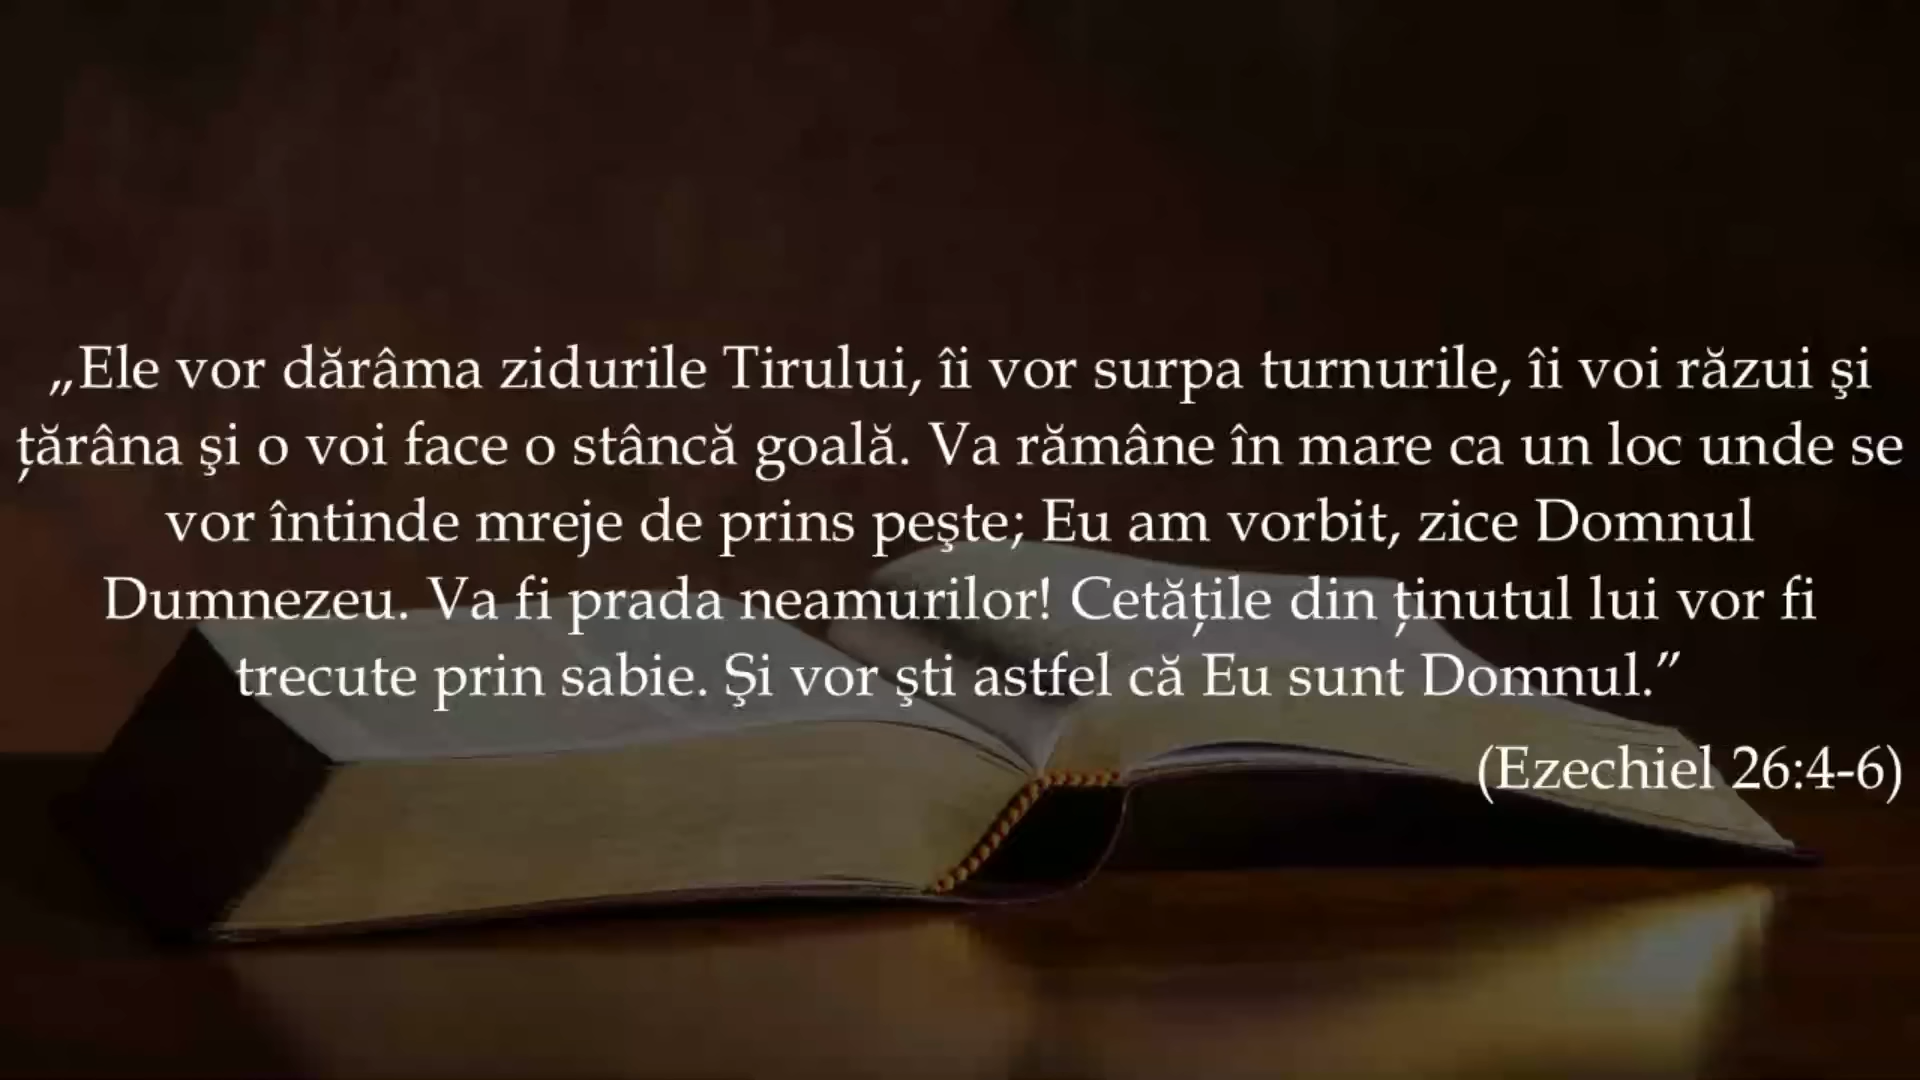 „Ele vor dărâma zidurile Tirului, îi vor surpa turnurile, îi voi răzui şi
ţărâna şi o voi face o stâncă goală. Va rămâne în mare ca un loc unde se
vor întinde mreje de prins peşte; Eu am vorbit, zice Domnul
Dumnezeu. Va fi prada neamurilor! Cetăţile din ţinutul lui vor fi
trecute prin sabie. Şi vor şti astfel că Eu sunt Domnul.”
(Ezechiel 26:4-6)